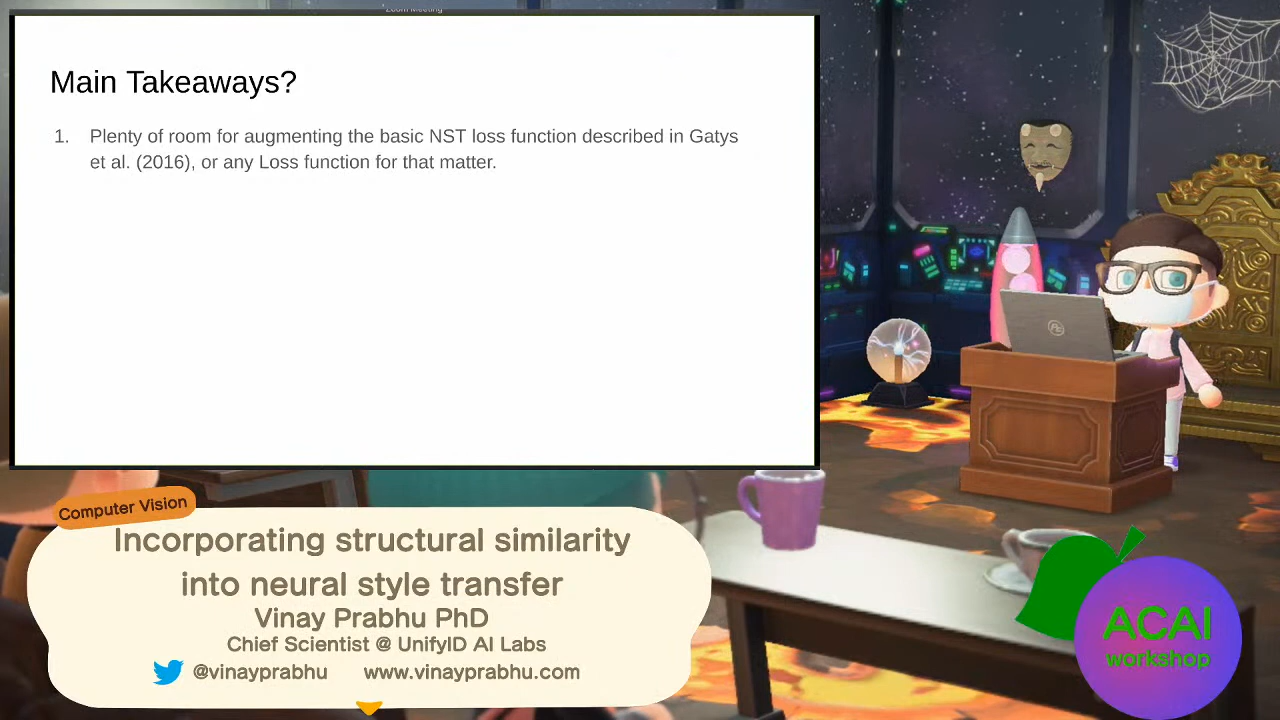 Zoom Meeting
Main Takeaways?
1. Plenty of room for augmenting the basic NST loss function described in Gatys
et al. (2016), or any Loss function for that matter.
Computer Vision
Incorporating structural similarity
into neural style transfer
Vinay Prabhu PhD
Chief Scientist @ UnifyID AI Labs
@vinayprabhu www.vinayprabhu.com
ACAI
workshop